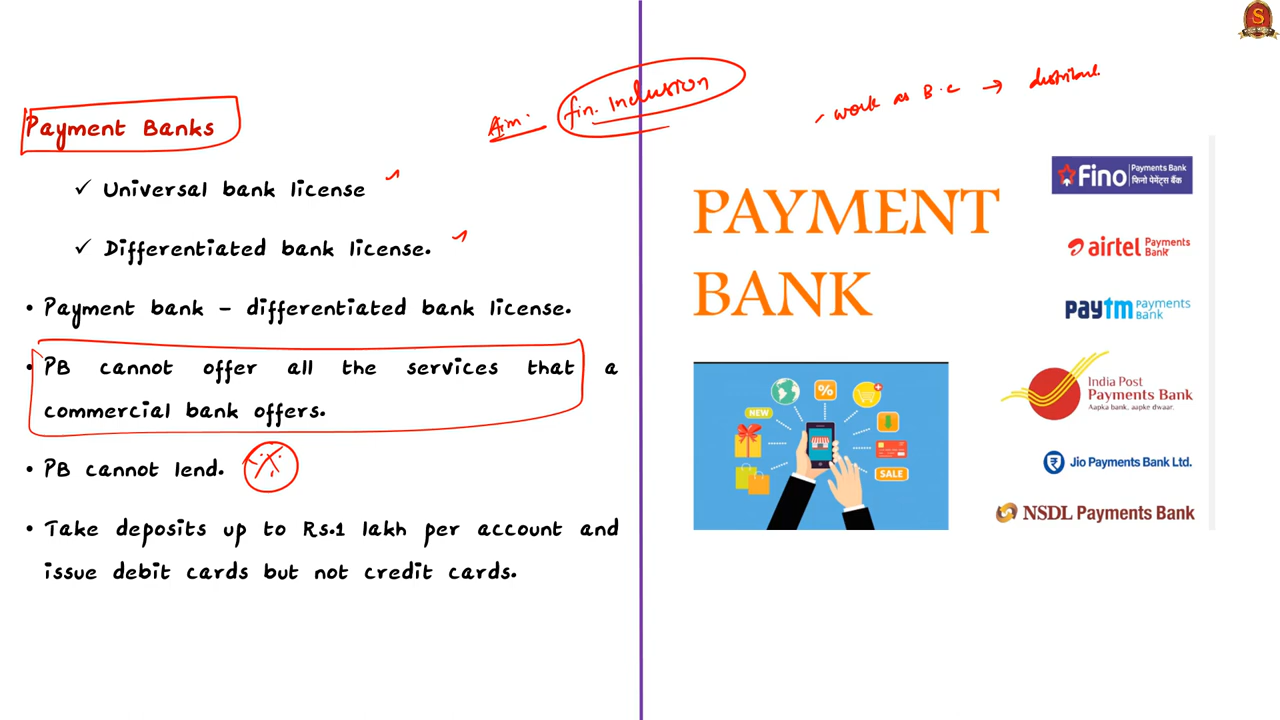 Payment Banks
✓ Universal bank license
✓ Differentiated bank license.
• Payment bank – differentiated bank license.
• PB cannot offer all the services that a
commercial bank offers.
• PB cannot lend.
• Take deposits up to Rs.1 lakh per account and
issue debit cards but not credit cards.
Aim: fin. Inclusion
- work as B.C → distribute
S
PAYMENT
BANK
NEW
%
SALE
Fino Payments Bank
फिनो पेमेंट्स बैंक
airtel Payments
Bank
paytm payments
Bank
India Post
Payments Bank
Aapka bank, aapke dwaar.
₹ Jio Payments Bank Ltd.
NSDL Payments Bank